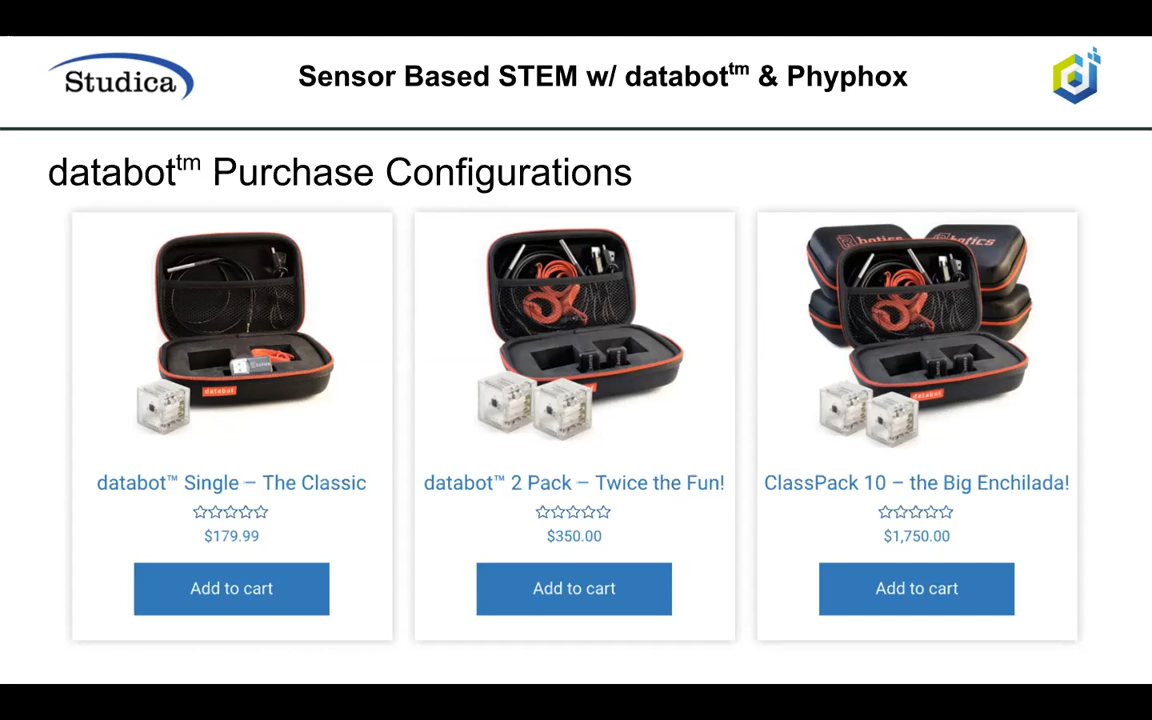 Studica
Sensor Based STEM w/ databot™ & Phyphox
databot™ Purchase Configurations
databot
databot™ Single – The Classic
$179.99
Add to cart
databot™ 2 Pack – Twice the Fun!
$350.00
Add to cart
databot
ClassPack 10 – the Big Enchilada!
$1,750.00
Add to cart